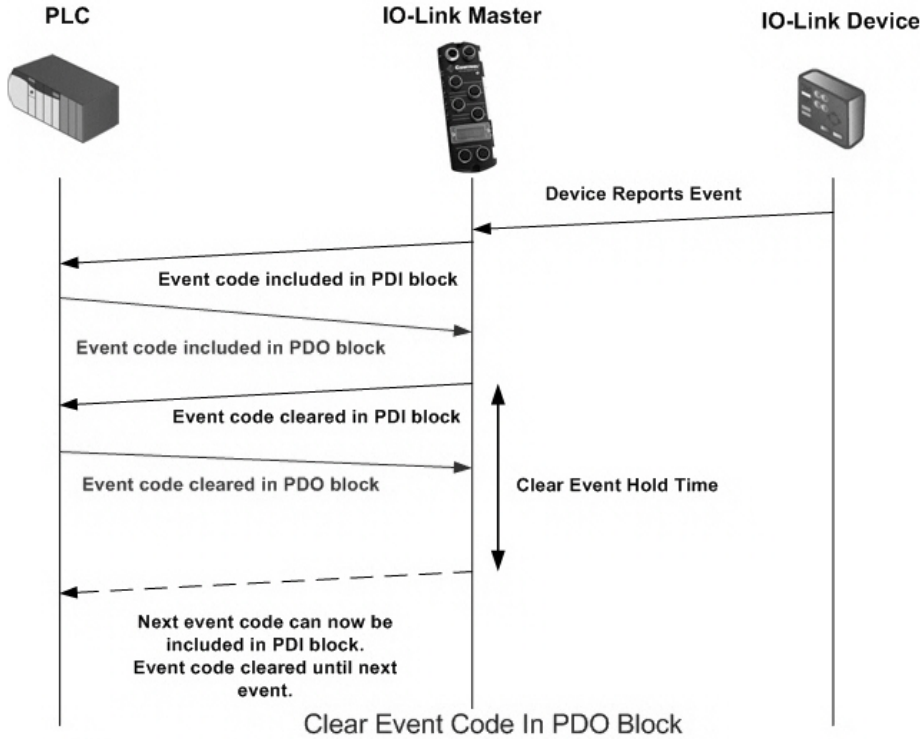 PLC
IO-Link Master
IO-Link Device
Device Reports Event
Event code included in PDI block
Event code included in PDO block
Event code cleared in PDI block
Event code cleared in PDO block
Clear Event Hold Time
Next event code can now be
included in PDI block.
Event code cleared until next
event.
Clear Event Code In PDO Block